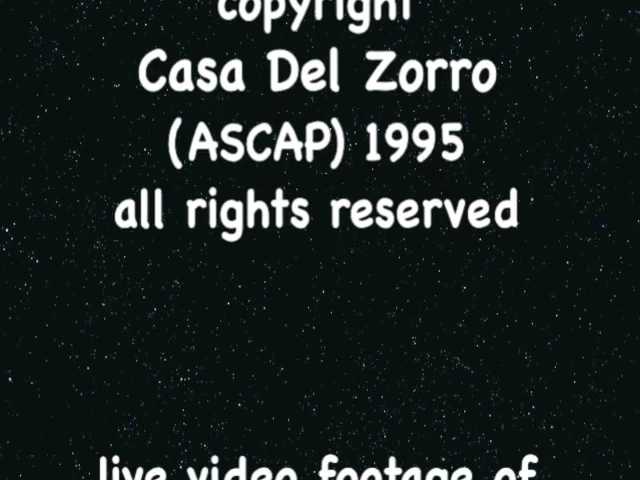 copyright
Casa Del Zorro
(ASCAP) 1995
all rights reserved
live video footage of